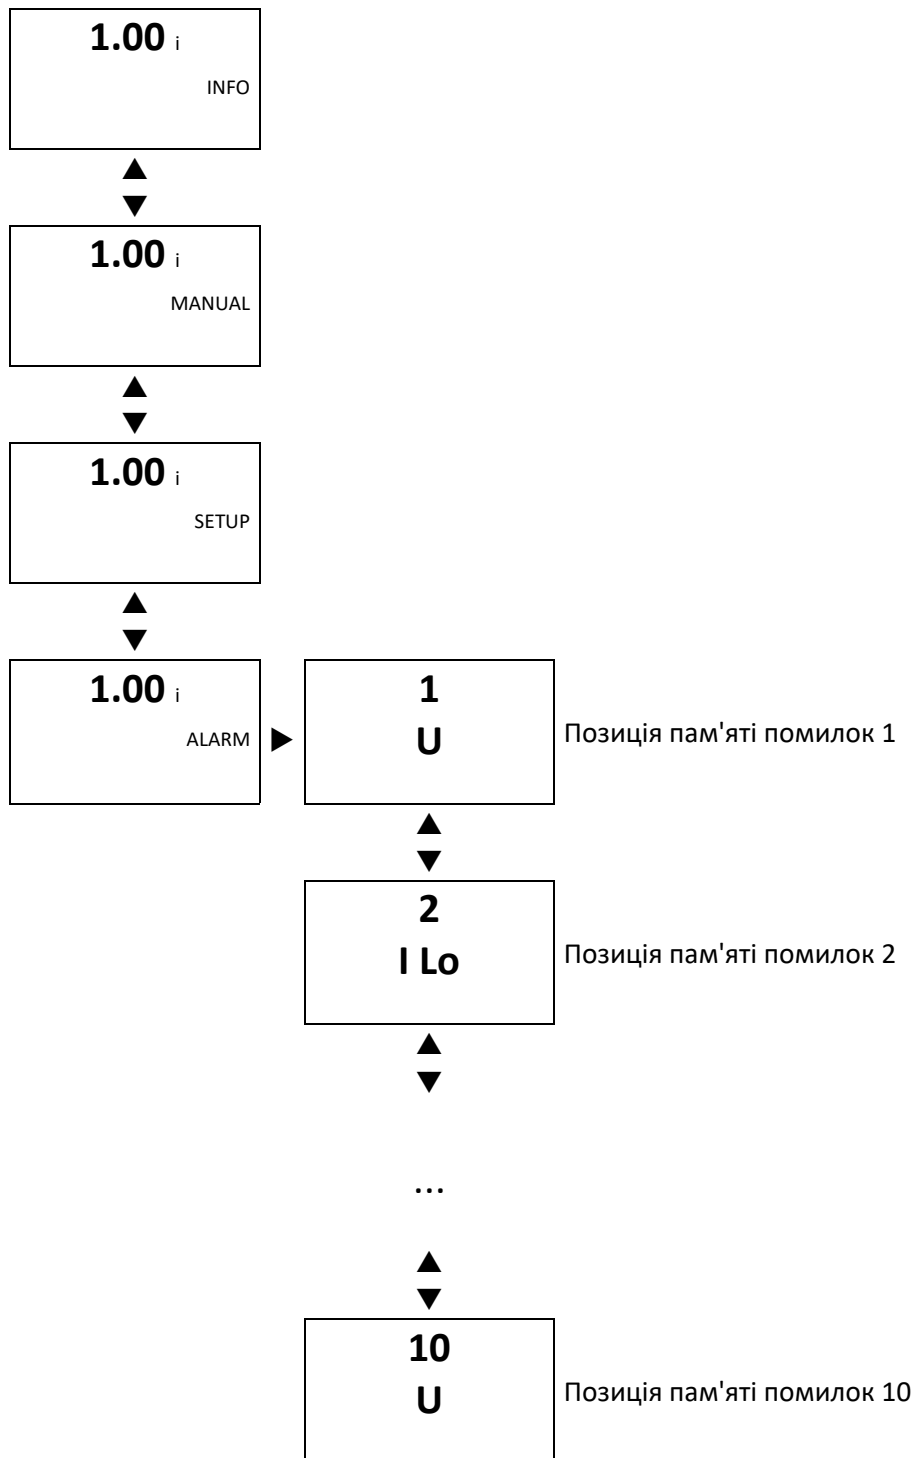 1.00 i
INFO
1.00 i
MANUAL
1.00 i
SETUP
1.00 i
ALARM
1
U
Позиція пам'яті помилок 1
2
I Lo
Позиція пам'яті помилок 2
...
10
U
Позиція пам'яті помилок 10